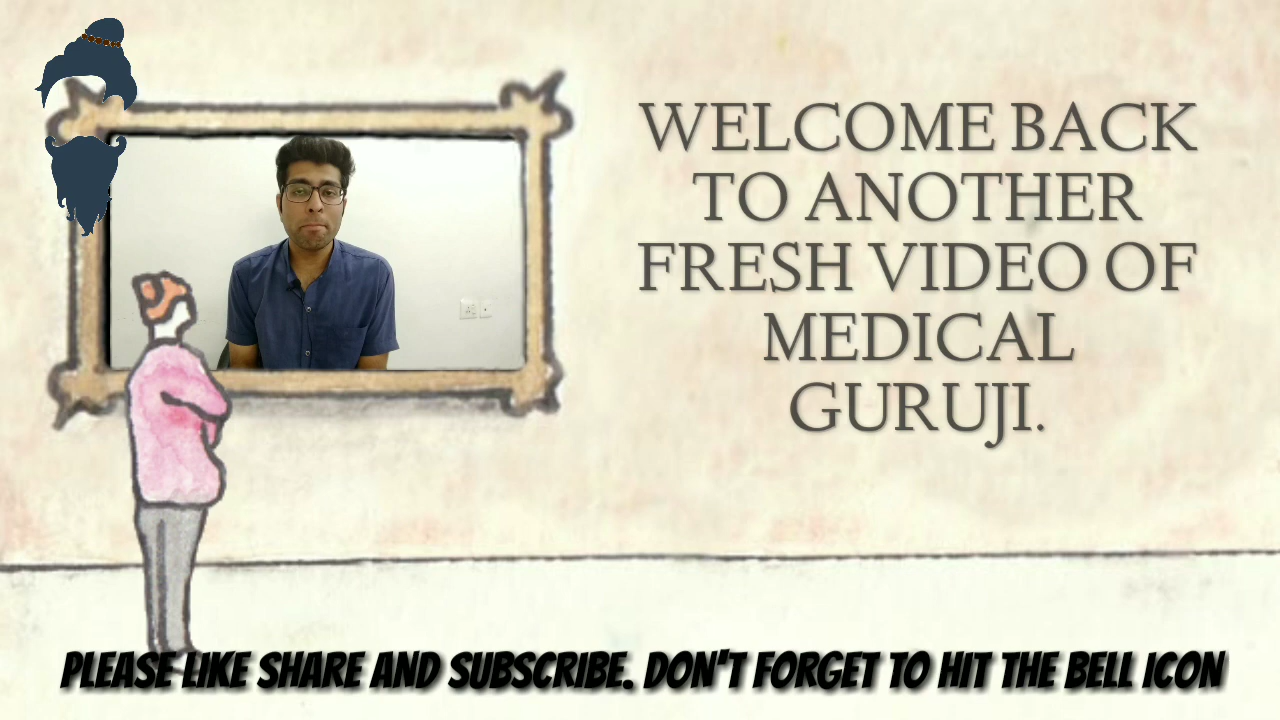 WELCOME BACK
TO ANOTHER
FRESH VIDEO OF
MEDICAL
GURUJI.
PLEASE LIKE SHARE AND SUBSCRIBE. DON'T FORGET TO HIT THE BELL ICON